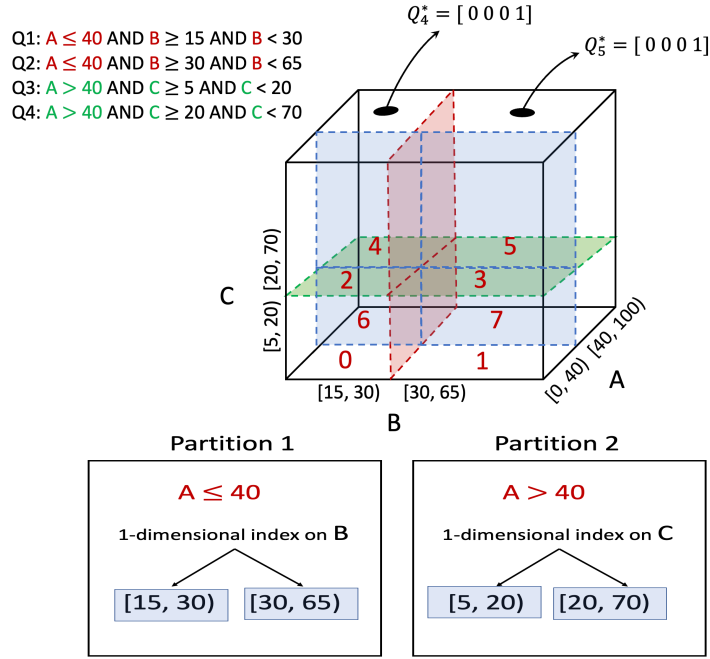 Q₄* = [ 0 0 0 1]
Q₅* = [ 0 0 0 1]
Q1: A ≤ 40 AND B ≥ 15 AND B < 30
Q2: A ≤ 40 AND B ≥ 30 AND B < 65
Q3: A > 40 AND C ≥ 5 AND C < 20
Q4: A > 40 AND C ≥ 20 AND C < 70
4 5
2 3
6 7
0 1
C
[5, 20) [20, 70)
[15, 30) [30, 65)
B
[0, 40) [40, 100)
A
Partition 1
A ≤ 40
1-dimensional index on B
[15, 30) [30, 65)
Partition 2
A > 40
1-dimensional index on C
[5, 20) [20, 70)